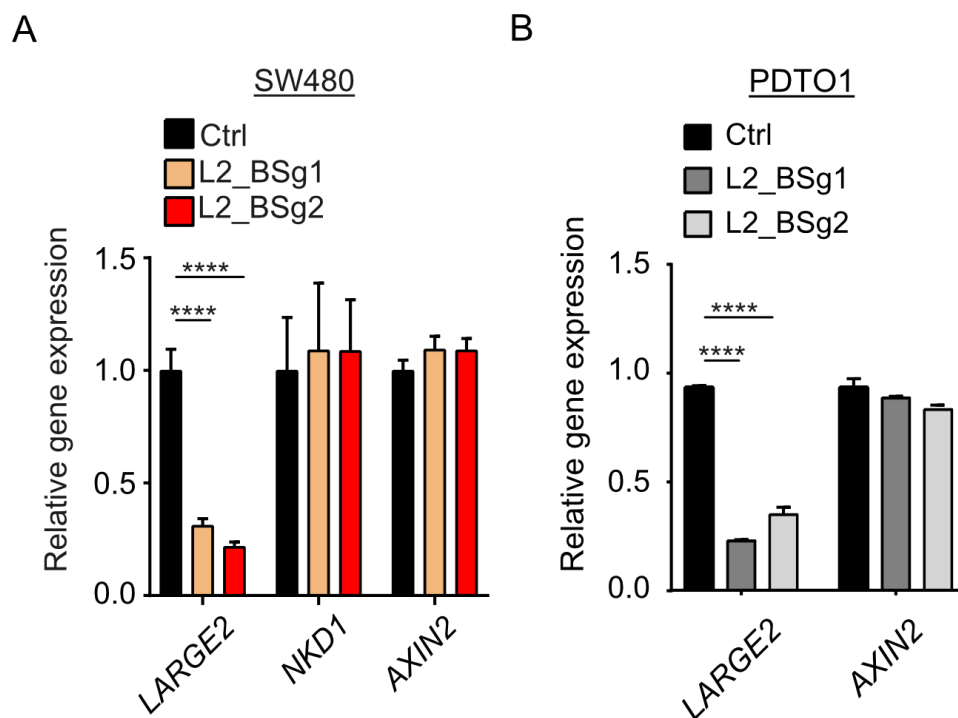 A
SW480
Ctrl
L2_BSg1
L2_BSg2
Relative gene expression
1.5
1.0
0.5
0.0
****
****
LARGE2
NKD1
AXIN2
B
PDTO1
Ctrl
L2_BSg1
L2_BSg2
Relative gene expression
1.5
1.0
0.5
0.0
****
****
LARGE2
AXIN2